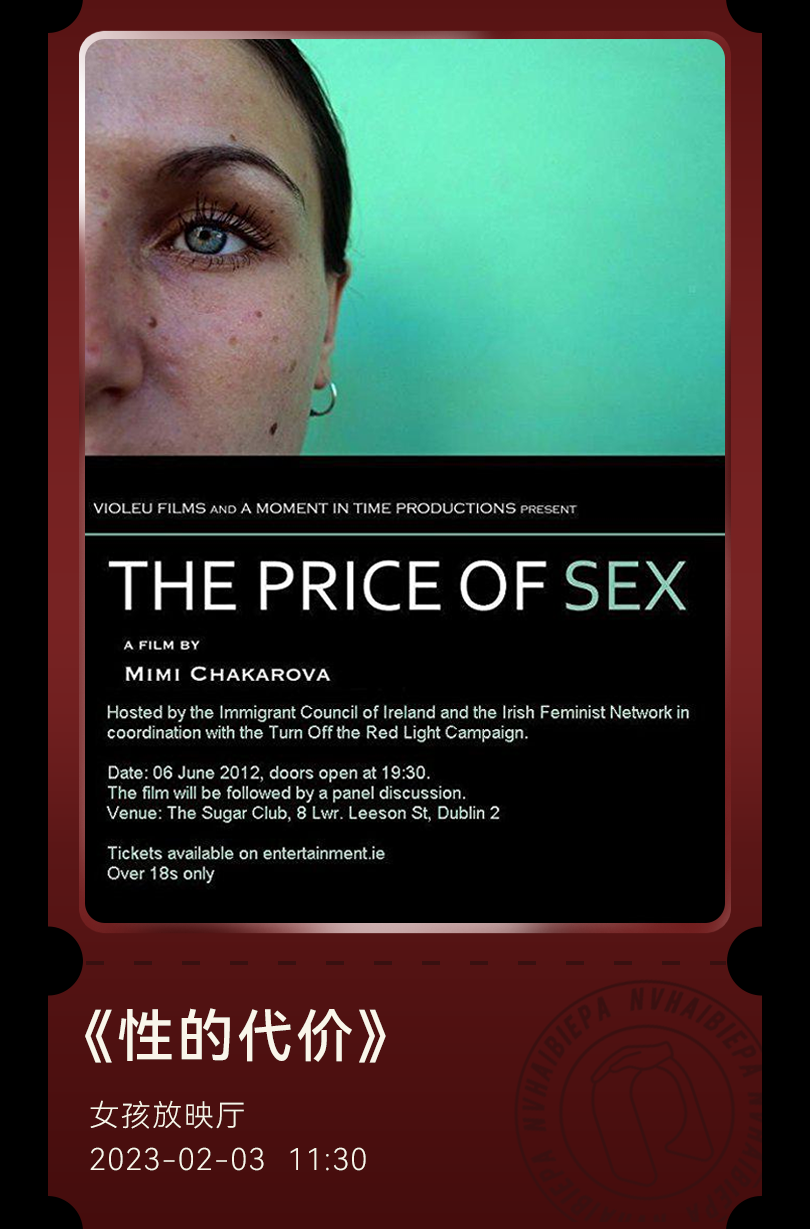 VIOLEU FILMS AND A MOMENT IN TIME PRODUCTIONS PRESENT
THE PRICE OF SEX
A FILM BY
MIMI CHAKAROVA
Hosted by the Immigrant Council of Ireland and the Irish Feminist Network in
coordination with the Turn Off the Red Light Campaign.
Date: 06 June 2012, doors open at 19:30.
The film will be followed by a panel discussion.
Venue: The Sugar Club, 8 Lwr. Leeson St, Dublin 2
Tickets available on entertainment.ie
Over 18s only
《性的代价》
女孩放映厅
2023-02-03 11:30
NVHAIBIEPA NVHAIBIEPA